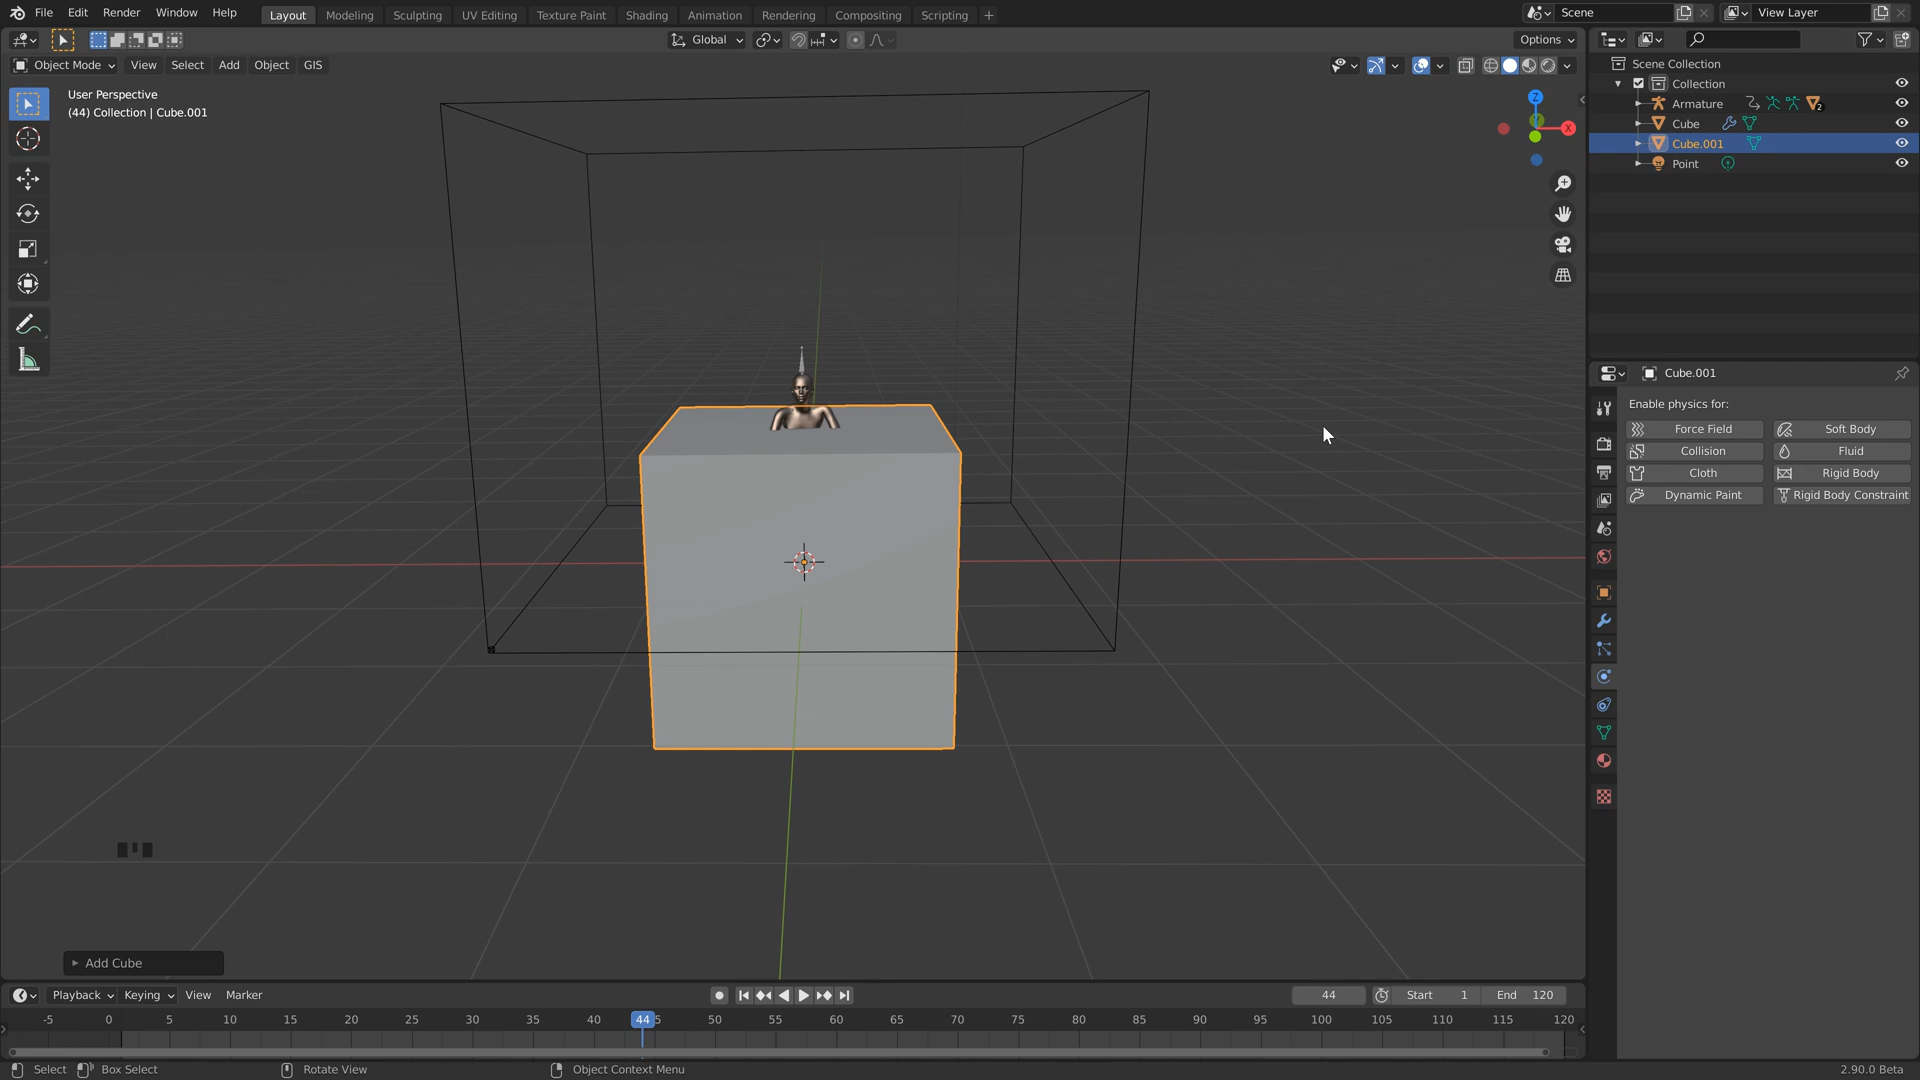 File Edit Render Window Help Layout Modeling Sculpting UV Editing Texture Paint Shading Animation Rendering Compositing Scripting + Scene View Layer
Global Options
Object Mode View Select Add Object GIS
User Perspective
(44) Collection | Cube.001
Z
X
Scene Collection
Collection
Armature 2
Cube
Cube.001
Point
Cube.001
Enable physics for:
Force Field Soft Body
Collision Fluid
Cloth Rigid Body
Dynamic Paint Rigid Body Constraint
Add Cube
Playback Keying View Marker 44 Start 1 End 120
-5 0 5 10 15 20 25 30 35 40 44 5 50 55 60 65 70 75 80 85 90 95 100 105 110 115 120
Select Box Select Rotate View Object Context Menu 2.90.0 Beta